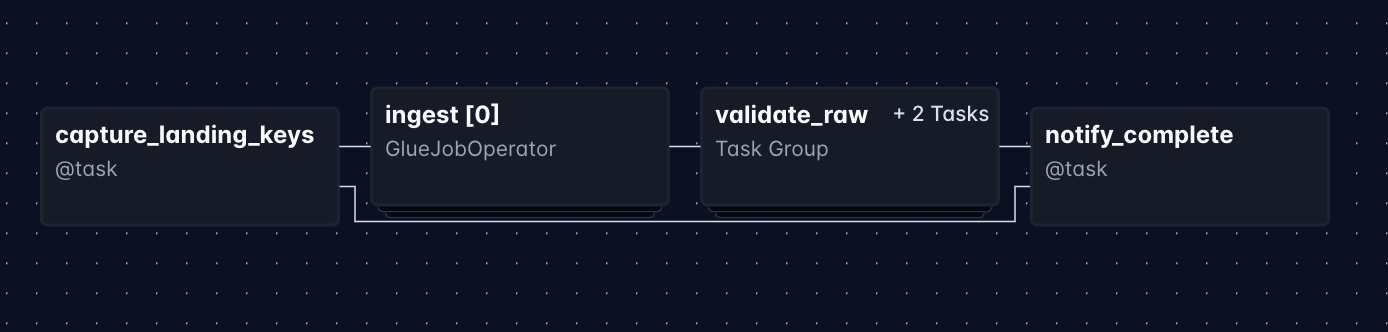 capture_landing_keys
@task
ingest [0]
GlueJobOperator
validate_raw + 2 Tasks
Task Group
notify_complete
@task